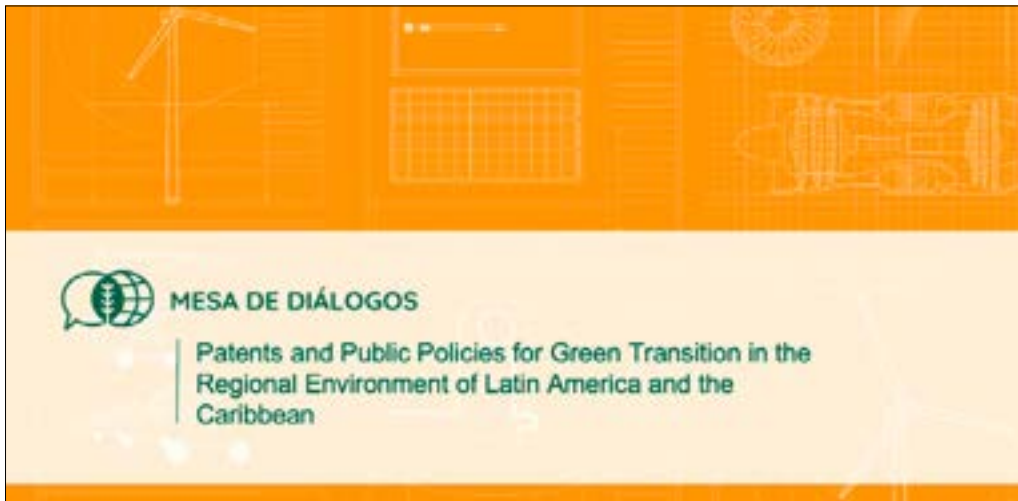 MESA DE DIÁLOGOS
Patents and Public Policies for Green Transition in the
Regional Environment of Latin America and the
Caribbean